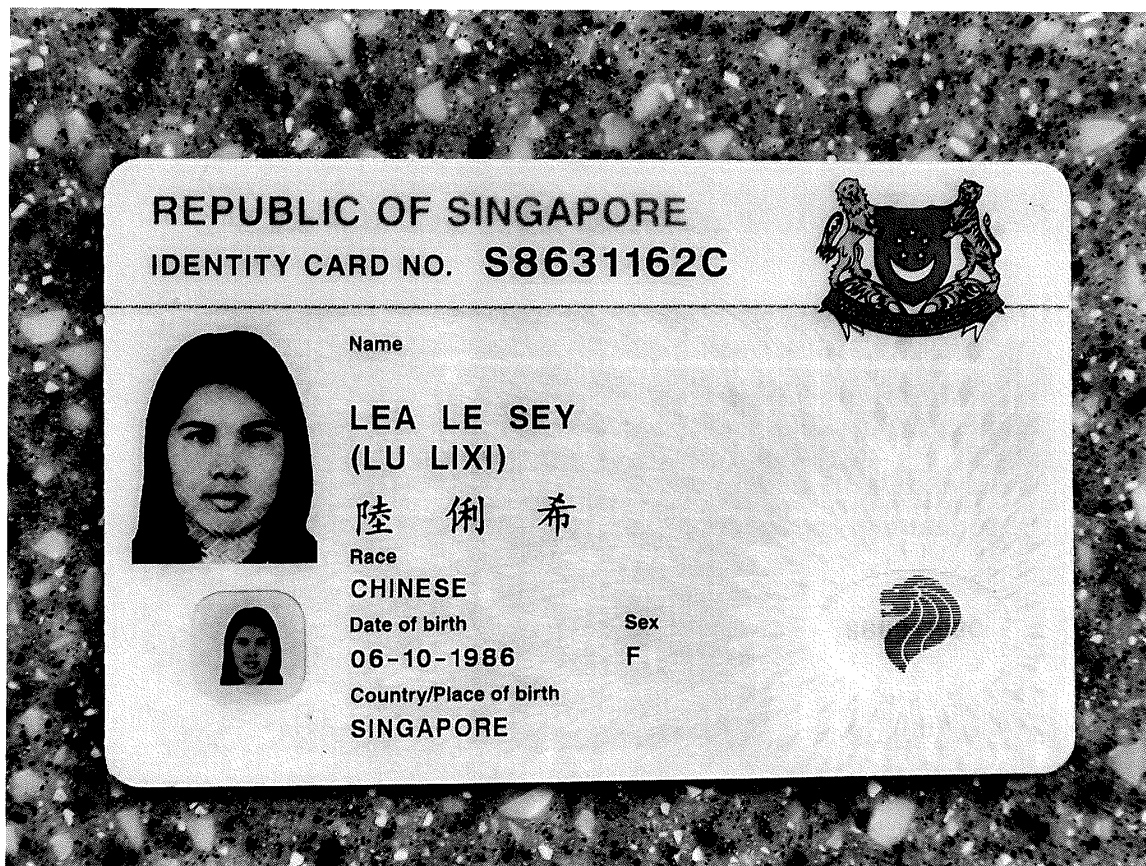 REPUBLIC OF SINGAPORE
IDENTITY CARD NO. S8631162C
Name
LEA LE SEY
(LU LIXI)
陸 俐 希
Race
CHINESE
Date of birth Sex
06-10-1986 F
Country/Place of birth
SINGAPORE